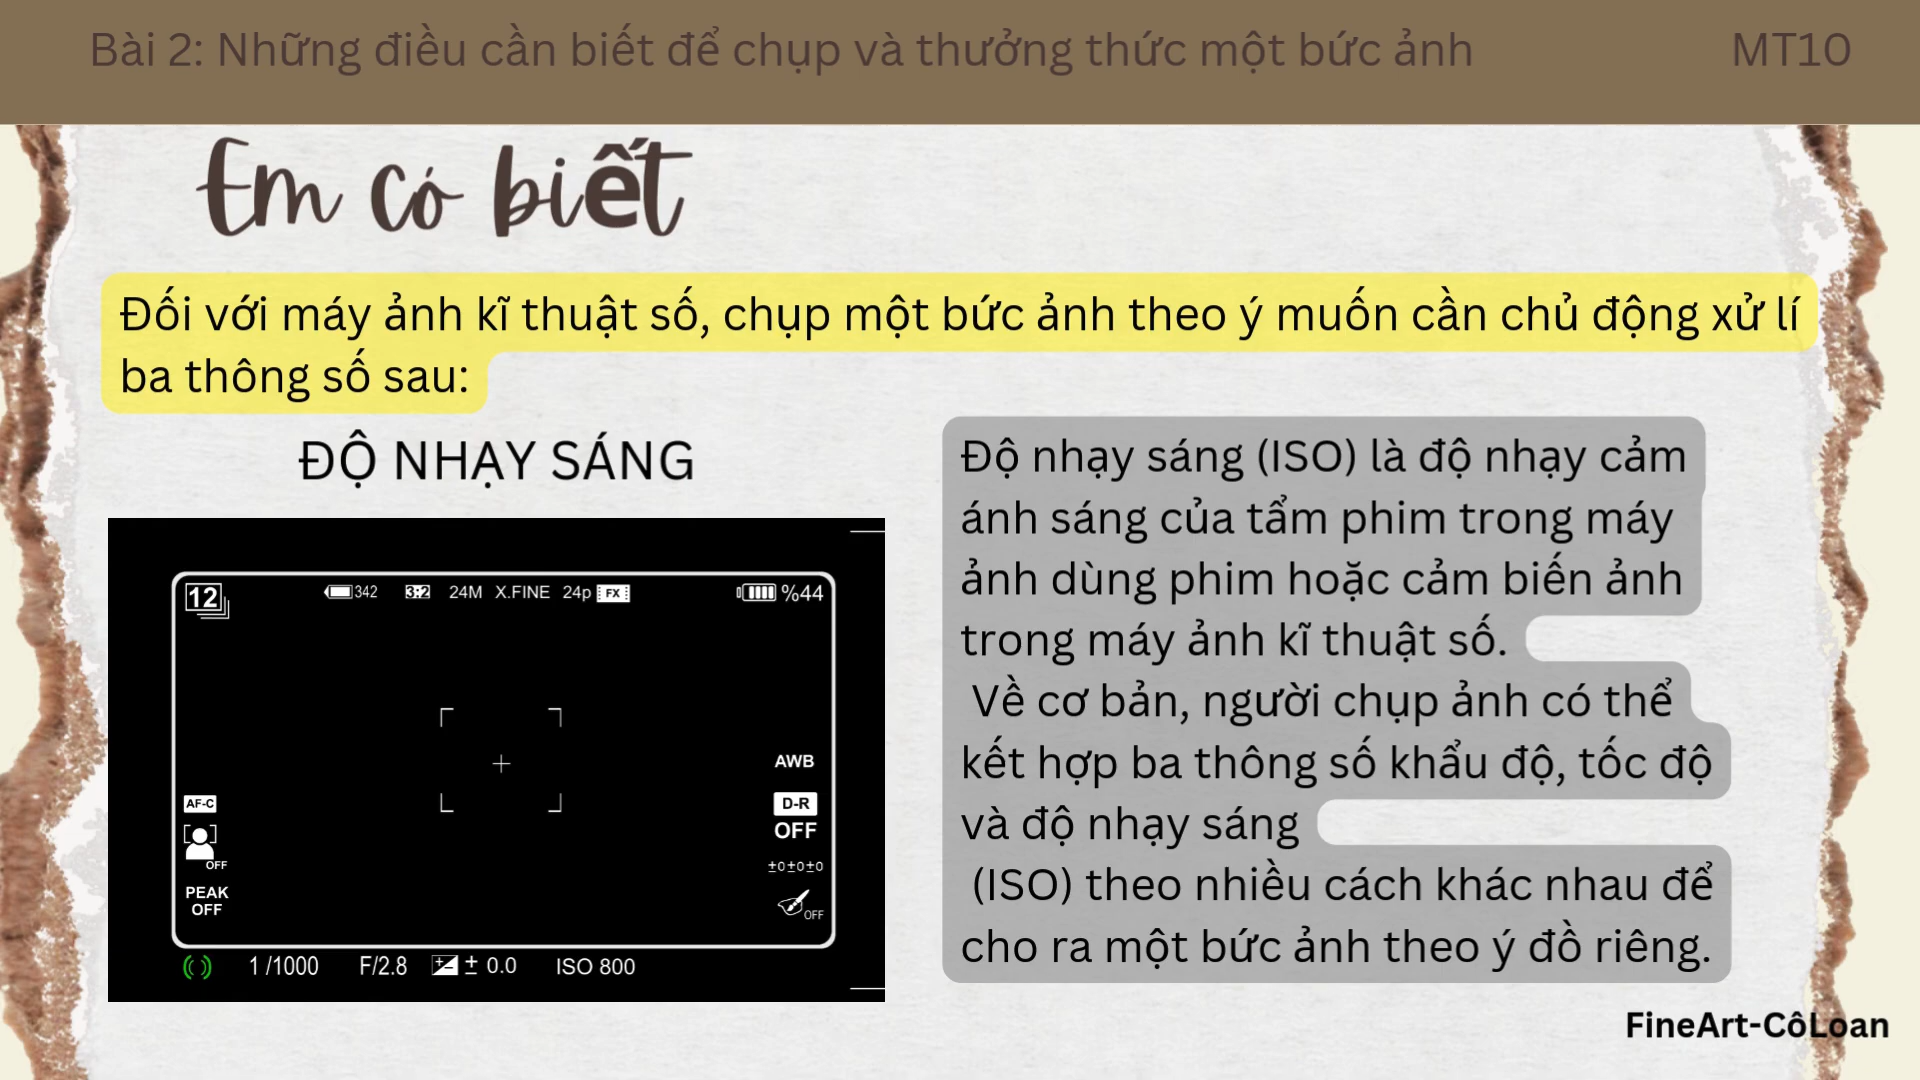 Bài 2: Những điều cần biết để chụp và thưởng thức một bức ảnh
MT10
Em có biết
Đối với máy ảnh kĩ thuật số, chụp một bức ảnh theo ý muốn cần chủ động xử lí
ba thông số sau:
ĐỘ NHẠY SÁNG
12
342
3:2
24M
X.FINE
24p
FX
%44
AWB
AF-C
D-R
OFF
OFF
±0±0±0
PEAK
OFF
OFF
1 /1000
F/2.8
± 0.0
ISO 800
Độ nhạy sáng (ISO) là độ nhạy cảm
ánh sáng của tẩm phim trong máy
ảnh dùng phim hoặc cảm biến ảnh
trong máy ảnh kĩ thuật số.
Về cơ bản, người chụp ảnh có thể
kết hợp ba thông số khẩu độ, tốc độ
và độ nhạy sáng
(ISO) theo nhiều cách khác nhau để
cho ra một bức ảnh theo ý đồ riêng.
FineArt-CôLoan